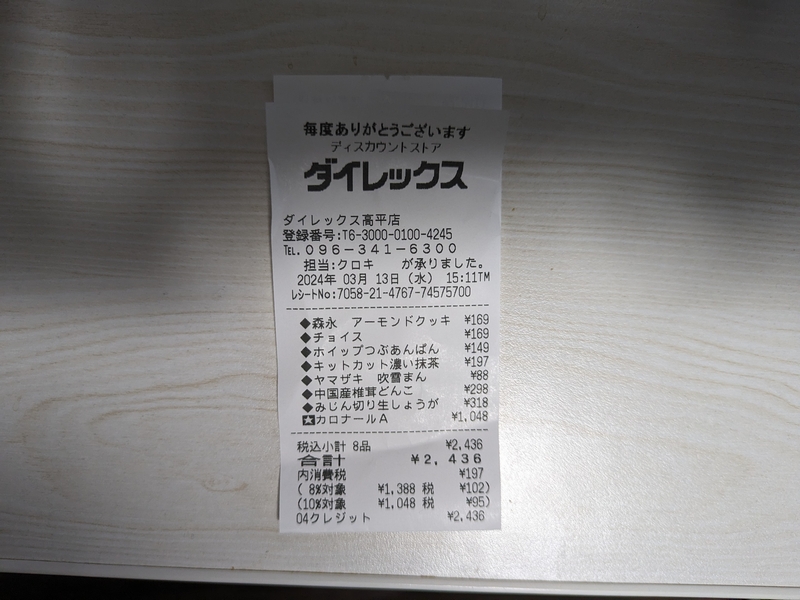 毎度ありがとうございます
ディスカウントストア
ダイレックス
ダイレックス高平店
登録番号:T6-3000-0100-4245
TEL.096-341-6300
担当:クロキ が承りました。
2024年 03月 13日 (水) 15:11TM
レシートNo:7058-21-4767-74575700
◆森永 アーモンドクッキ ¥169
◆チョイス ¥169
◆ホイップつぶあんぱん ¥149
◆キットカット濃い抹茶 ¥197
◆ヤマザキ 吹雪まん ¥88
◆中国産椎茸どんこ ¥298
◆みじん切り生しょうが ¥318
★カロナールA ¥1,048
税込小計 8品 ¥2,436
合計 ¥2,436
内消費税 ¥197
( 8%対象 ¥1,388 税 ¥102)
(10%対象 ¥1,048 税 ¥95)
04クレジット ¥2,436